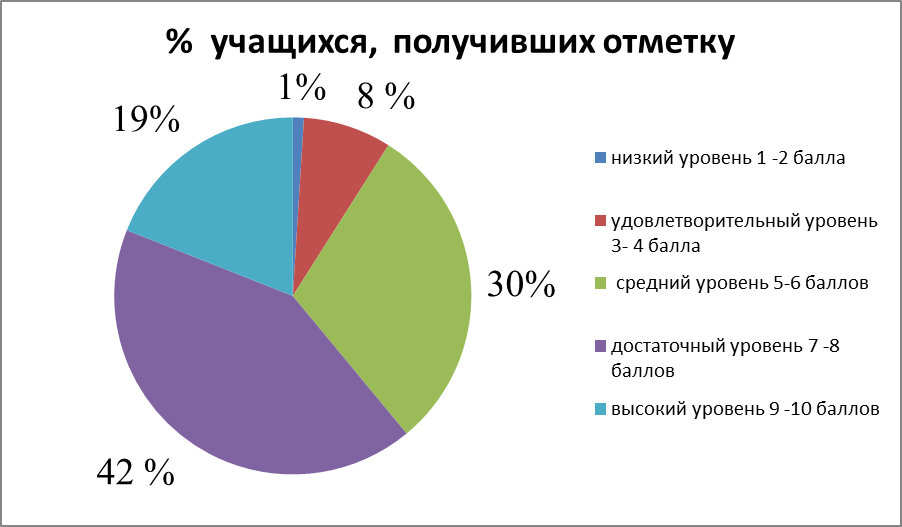 % учащихся, получивших отметку
1%
8 %
19%
30%
42 %
низкий уровень 1 -2 балла
удовлетворительный уровень
3- 4 балла
средний уровень 5-6 баллов
достаточный уровень 7 -8
баллов
высокий уровень 9 -10 баллов